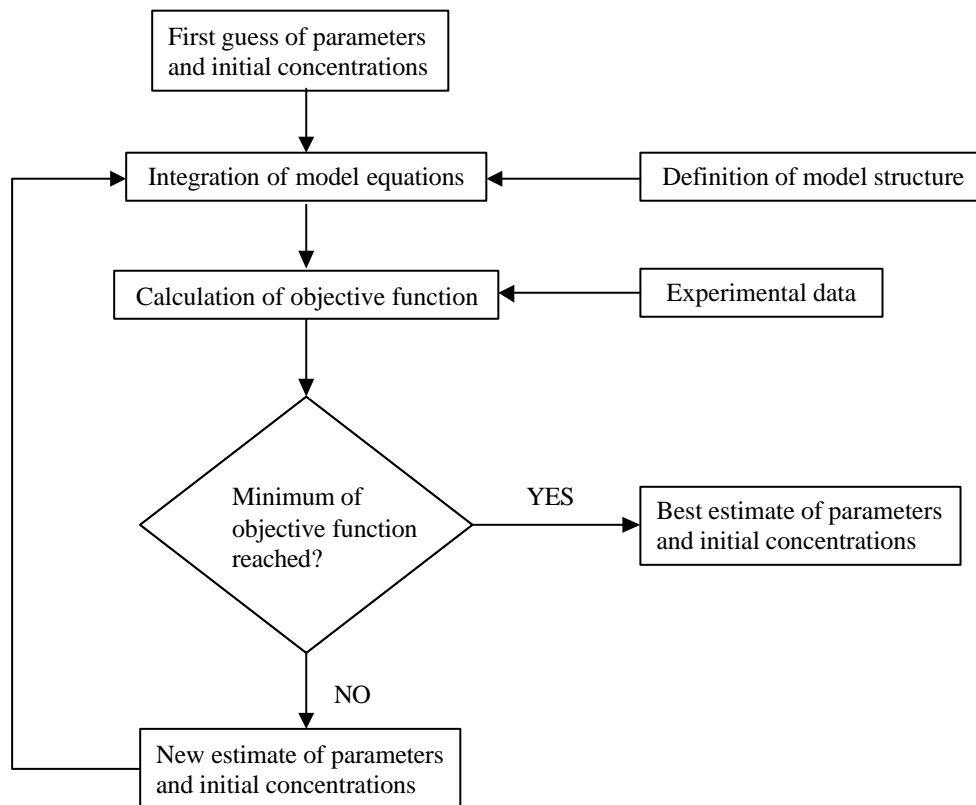 First guess of parameters
and initial concentrations
Integration of model equations
Definition of model structure
Calculation of objective function
Experimental data
Minimum of
objective function
reached?
YES
Best estimate of parameters
and initial concentrations
NO
New estimate of parameters
and initial concentrations